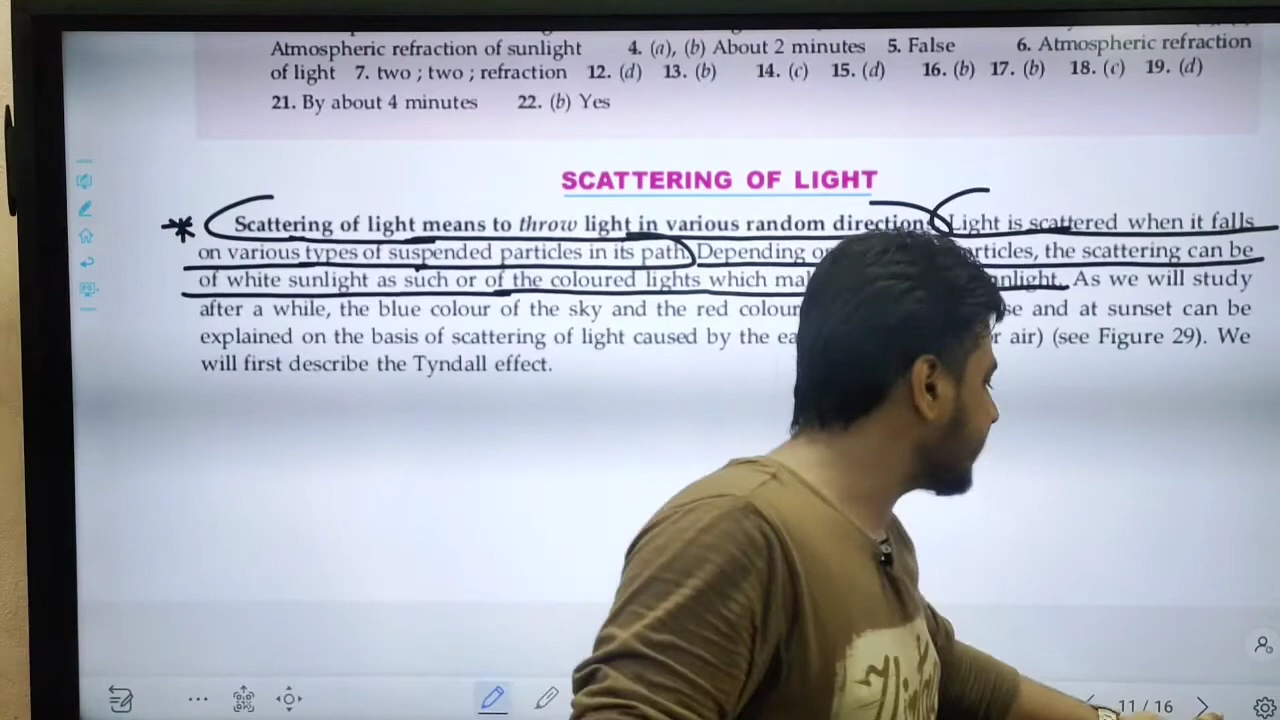 Atmospheric refraction of sunlight 4. (a), (b) About 2 minutes 5. False 6. Atmospheric refraction
of light 7. two ; two ; refraction 12. (d) 13. (b) 14. (c) 15. (d) 16. (b) 17. (b) 18. (c) 19. (d)
21. By about 4 minutes 22. (b) Yes
SCATTERING OF LIGHT
* Scattering of light means to throw light in various random directions Light is scattered when it falls
on various types of suspended particles in its path Depending the scattering can be
of white sunlight as such or of the coloured lights which As we will study
after a while, the blue colour of the sky and the red and at sunset can be
explained on the basis of scattering of light caused by the air) (see Figure 29). We
will first describe the Tyndall effect.
11 / 16